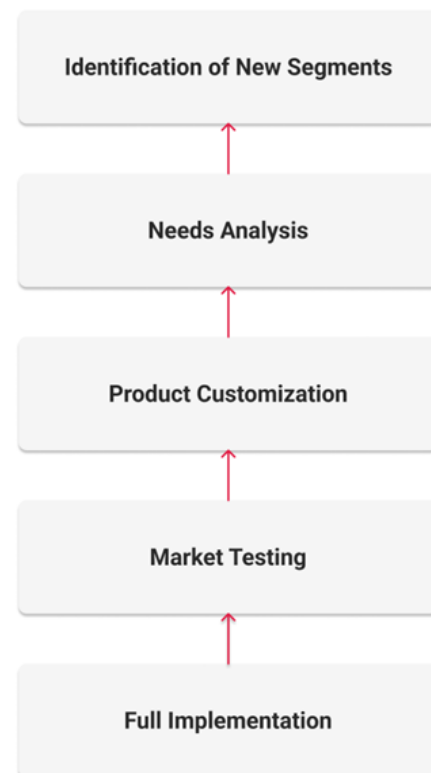 Identification of New Segments
Needs Analysis
Product Customization
Market Testing
Full Implementation